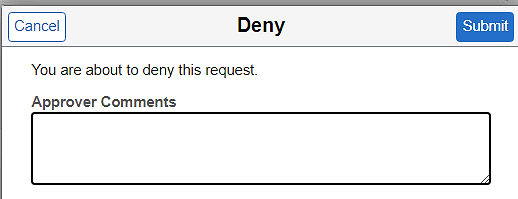 Cancel Deny Submit
You are about to deny this request.
Approver Comments